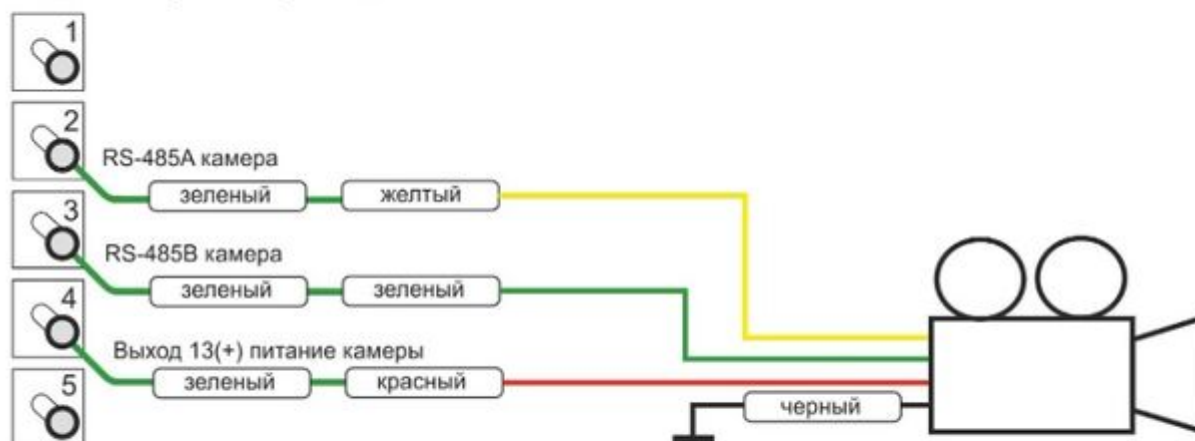 1
2
RS-485A камера
зеленый желтый
3
RS-485B камера
зеленый зеленый
4
Выход 13(+) питание камеры
зеленый красный
5
черный